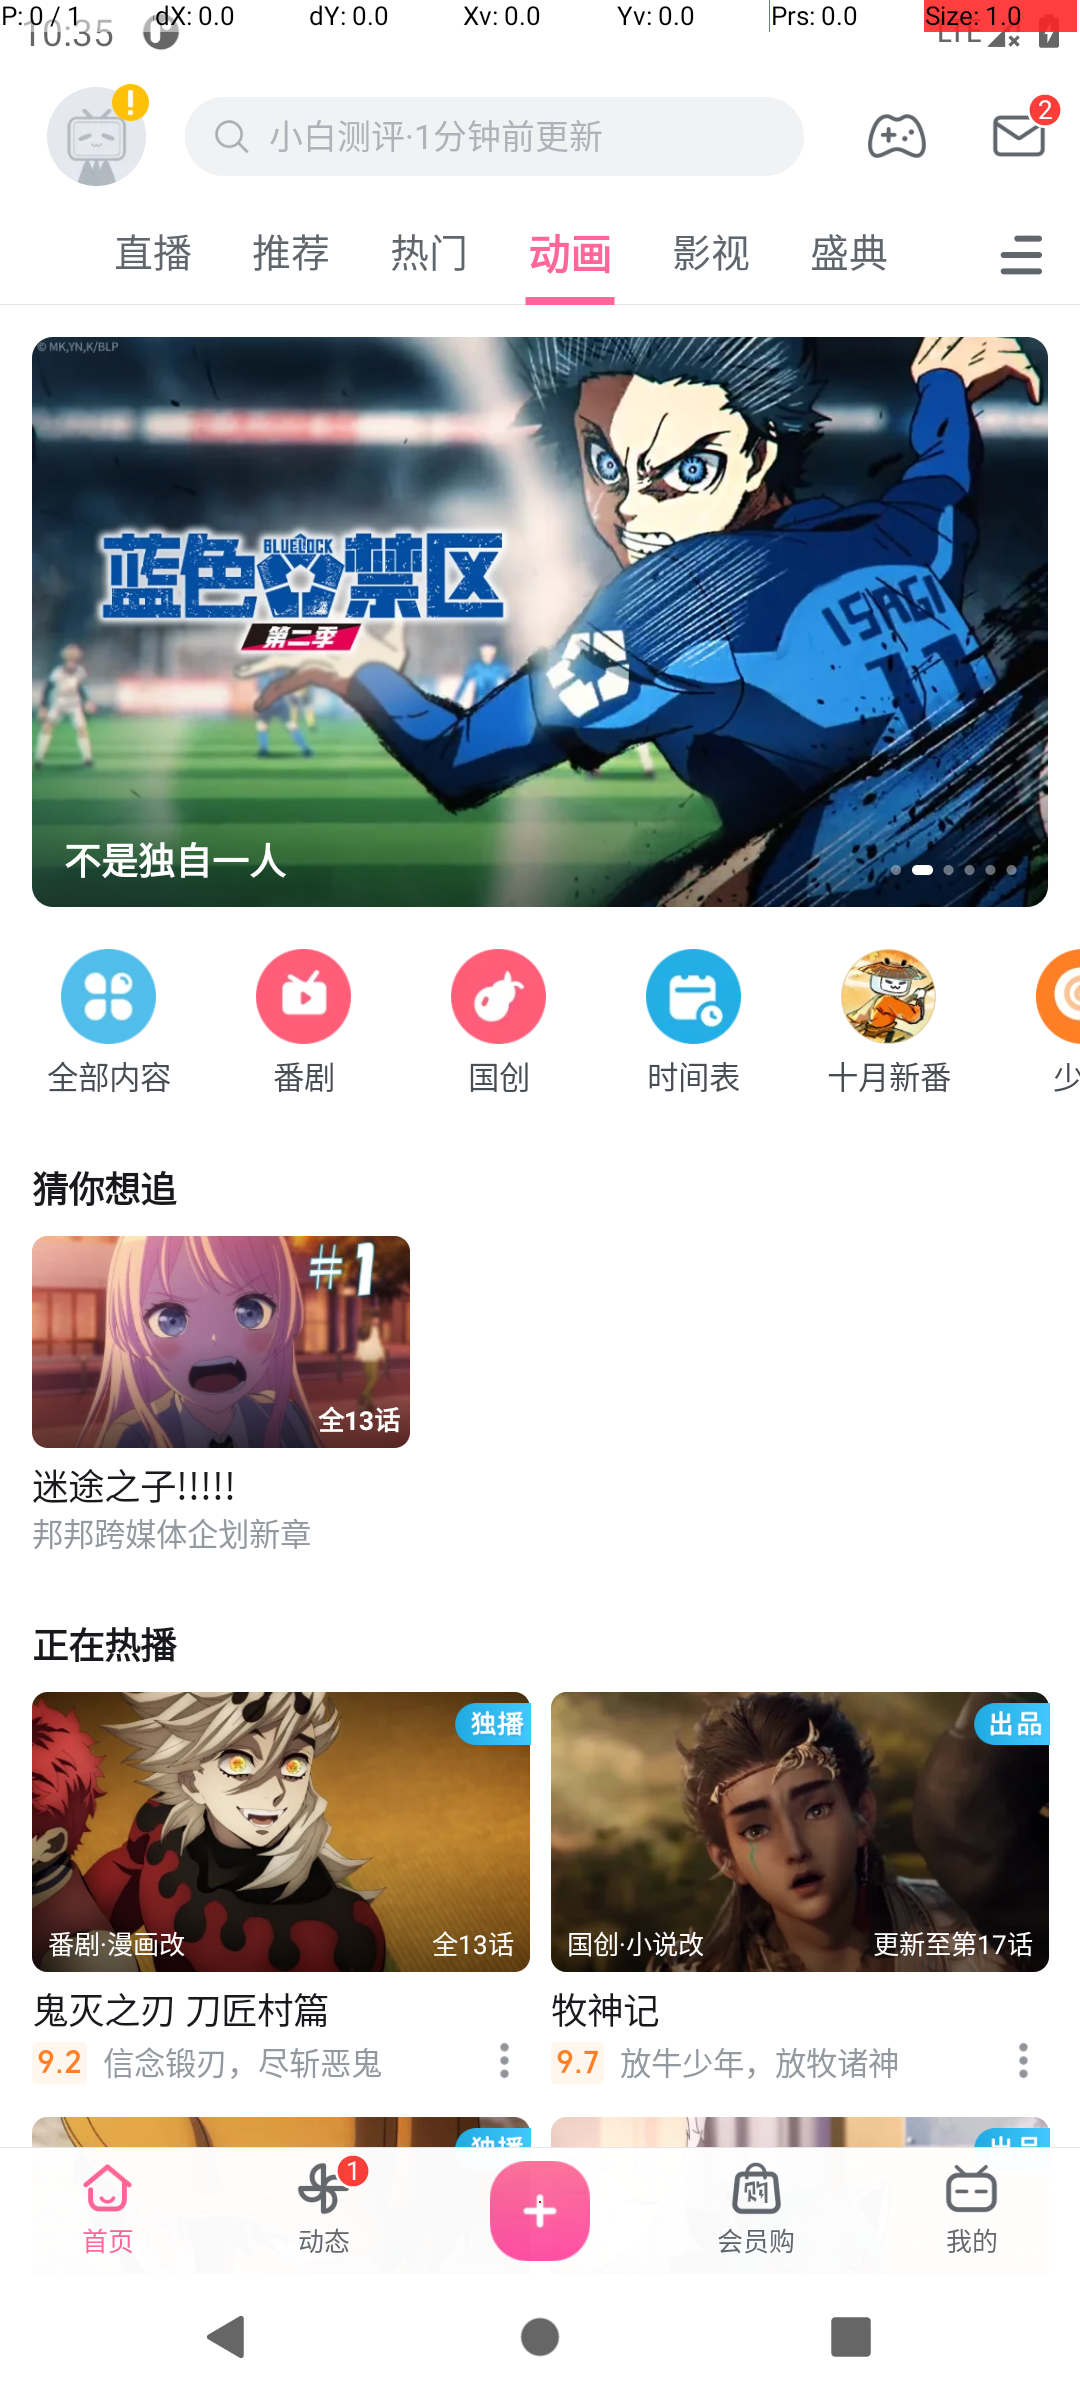 P: 0 / 1 dX: 0.0 dY: 0.0 Xv: 0.0 Yv: 0.0 Prs: 0.0 Size: 1.0
10:35 LTE
小白测评·1分钟前更新
2
直播 推荐 热门 动画 影视 盛典
© MK,YN,K/BLP
ISAGI
11
蓝色禁区
BLUELOCK
第二季
不是独自一人
全部内容 番剧 国创 时间表 十月新番 少
猜你想追
#1
全13话
迷途之子!!!!!
邦邦跨媒体企划新章
正在热播
独播
番剧·漫画改 全13话
鬼灭之刃 刀匠村篇
9.2 信念锻刃，尽斩恶鬼
出品
国创·小说改 更新至第17话
牧神记
9.7 放牛少年，放牧诸神
独播 出品
1
购
首页 动态 会员购 我的